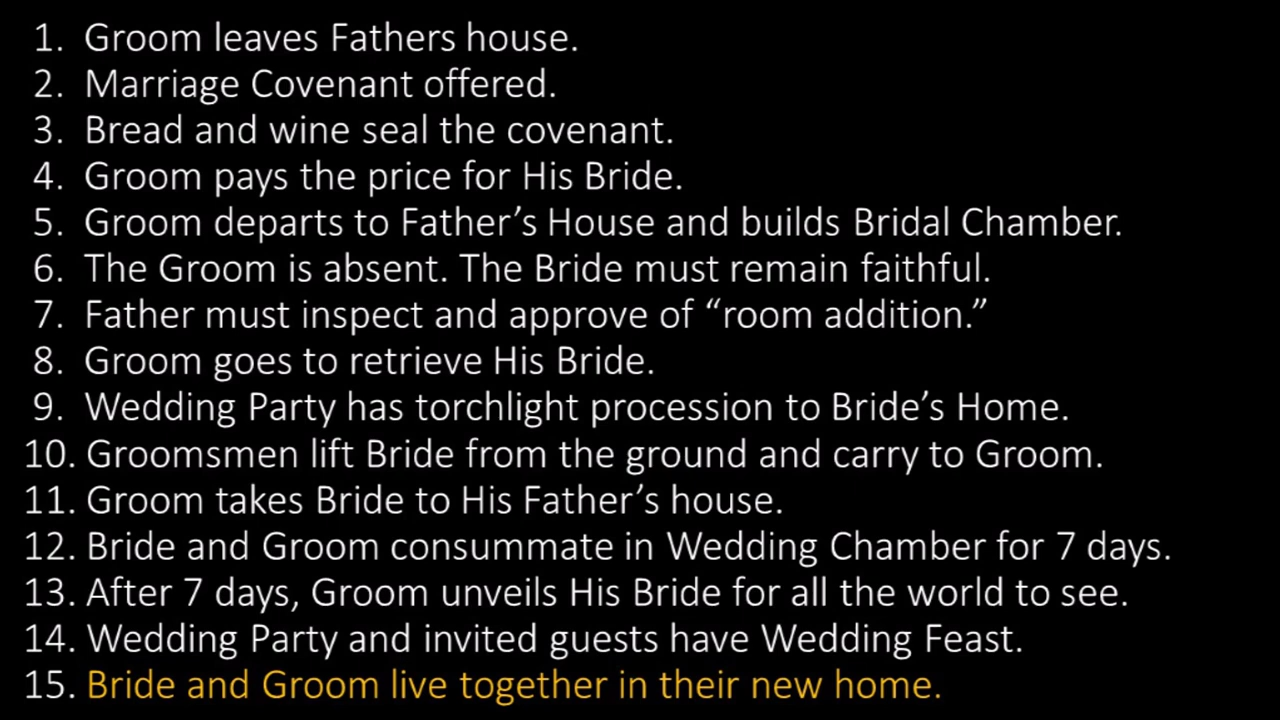 1. Groom leaves Fathers house.
2. Marriage Covenant offered.
3. Bread and wine seal the covenant.
4. Groom pays the price for His Bride.
5. Groom departs to Father’s House and builds Bridal Chamber.
6. The Groom is absent. The Bride must remain faithful.
7. Father must inspect and approve of “room addition.”
8. Groom goes to retrieve His Bride.
9. Wedding Party has torchlight procession to Bride’s Home.
10. Groomsmen lift Bride from the ground and carry to Groom.
11. Groom takes Bride to His Father’s house.
12. Bride and Groom consummate in Wedding Chamber for 7 days.
13. After 7 days, Groom unveils His Bride for all the world to see.
14. Wedding Party and invited guests have Wedding Feast.
15. Bride and Groom live together in their new home.